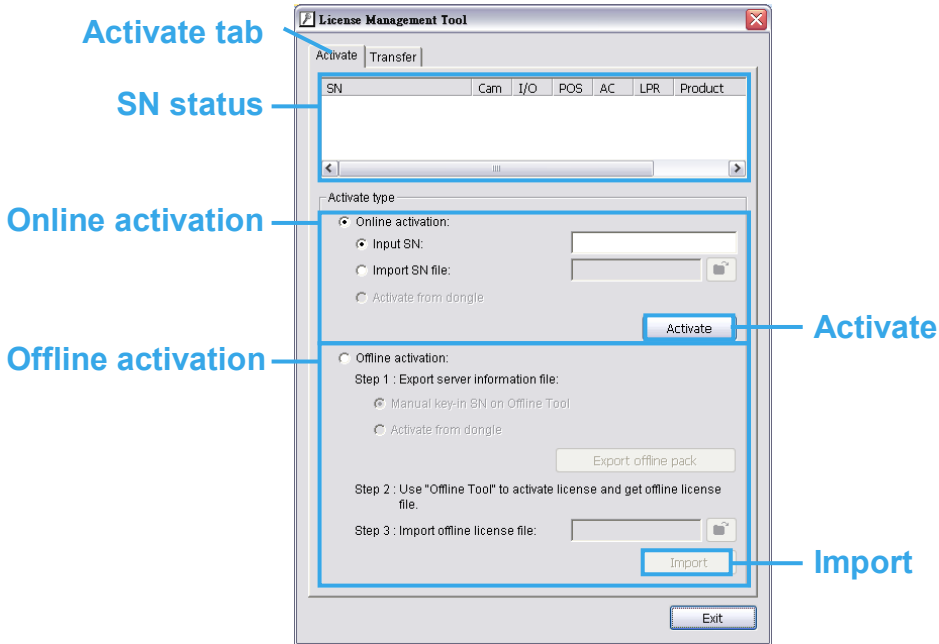 License Management Tool
Activate tab
Activate Transfer
SN status
SN Cam I/O POS AC LPR Product
Activate type
Online activation
Online activation:
Input SN:
Import SN file:
Activate from dongle
Activate
Activate
Offline activation
Offline activation:
Step 1 : Export server information file:
Manual key-in SN on Offline Tool
Activate from dongle
Export offline pack
Step 2 : Use "Offline Tool" to activate license and get offline license
file.
Step 3 : Import offline license file:
Import
Import
Exit